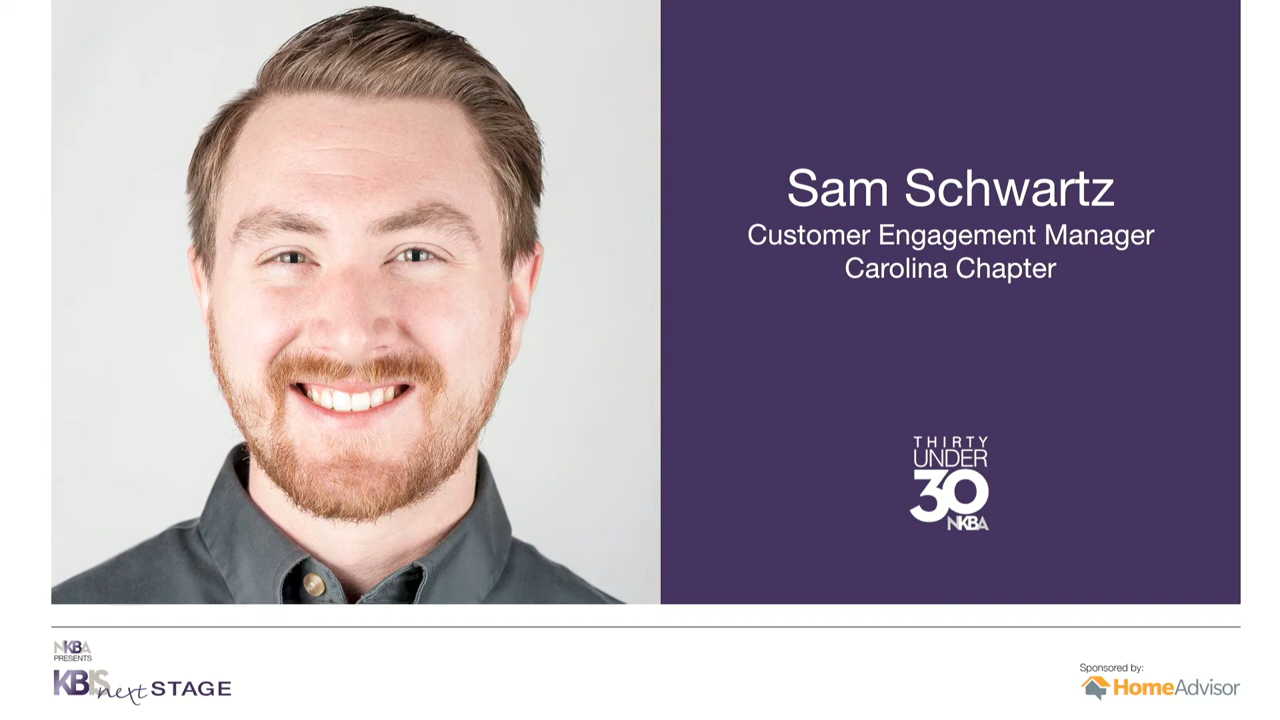 Sam Schwartz
Customer Engagement Manager
Carolina Chapter
THIRTY
UNDER
30
NKBA
NKBA
PRESENTS
KBIS next STAGE
Sponsored by:
HomeAdvisor